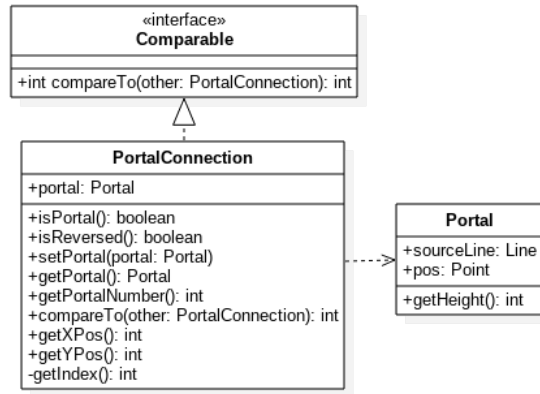 «interface»
Comparable
+int compareTo(other: PortalConnection): int
PortalConnection
+portal: Portal
+isPortal(): boolean
+isReversed(): boolean
+setPortal(portal: Portal)
+getPortal(): Portal
+getPortalNumber(): int
+compareTo(other: PortalConnection): int
+getXPos(): int
+getYPos(): int
-getIndex(): int
Portal
+sourceLine: Line
+pos: Point
+getHeight(): int